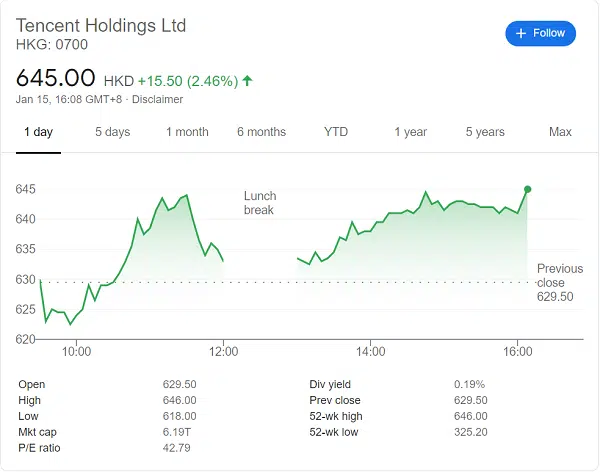 Tencent Holdings Ltd
HKG: 0700
+ Follow
645.00 HKD +15.50 (2.46%) ↑
Jan 15, 16:08 GMT+8 · Disclaimer
1 day 5 days 1 month 6 months YTD 1 year 5 years Max
645
640
635
630
625
620
Lunch
break
Previous
close
629.50
10:00 12:00 14:00 16:00
Open 629.50 Div yield 0.19%
High 646.00 Prev close 629.50
Low 618.00 52-wk high 646.00
Mkt cap 6.19T 52-wk low 325.20
P/E ratio 42.79